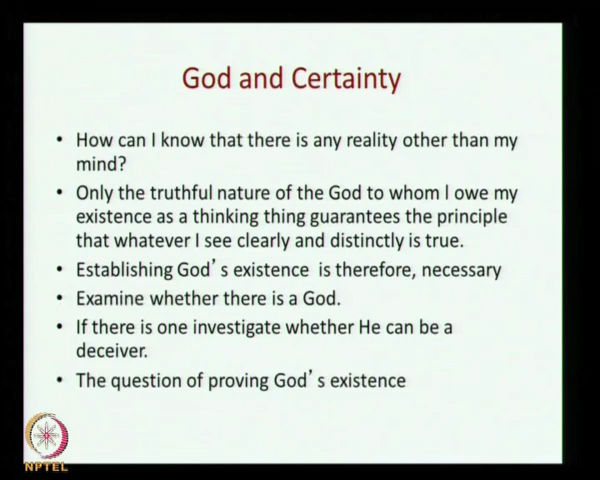 God and Certainty
• How can I know that there is any reality other than my
mind?
• Only the truthful nature of the God to whom I owe my
existence as a thinking thing guarantees the principle
that whatever I see clearly and distinctly is true.
• Establishing God's existence is therefore, necessary
• Examine whether there is a God.
• If there is one investigate whether He can be a
deceiver.
• The question of proving God's existence
NPTEL